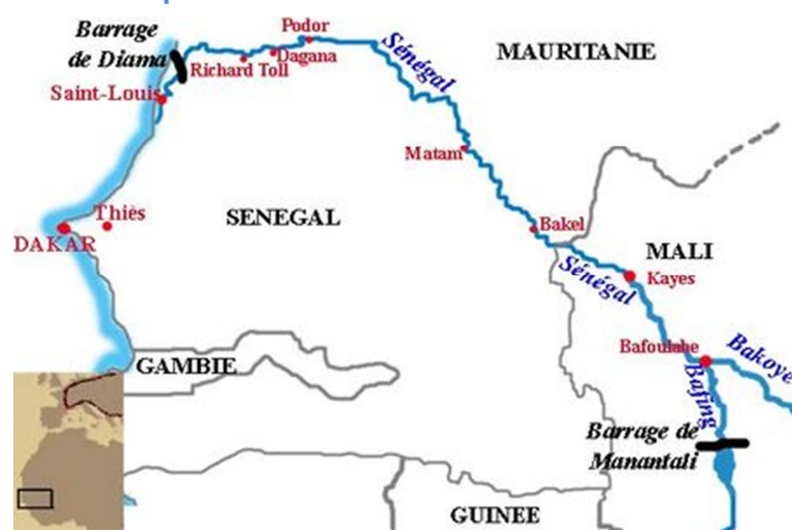 Podor
Barrage
de Diama
Sénégal
MAURITANIE
Dagana
Richard Toll
Saint-Louis
Matam
Thiès
SENEGAL
Bakel
DAKAR
MALI
Sénégal
Kayes
Bafoulabe
Bakoye
GAMBIE
Bafing
Barrage de
Manantali
GUINEE